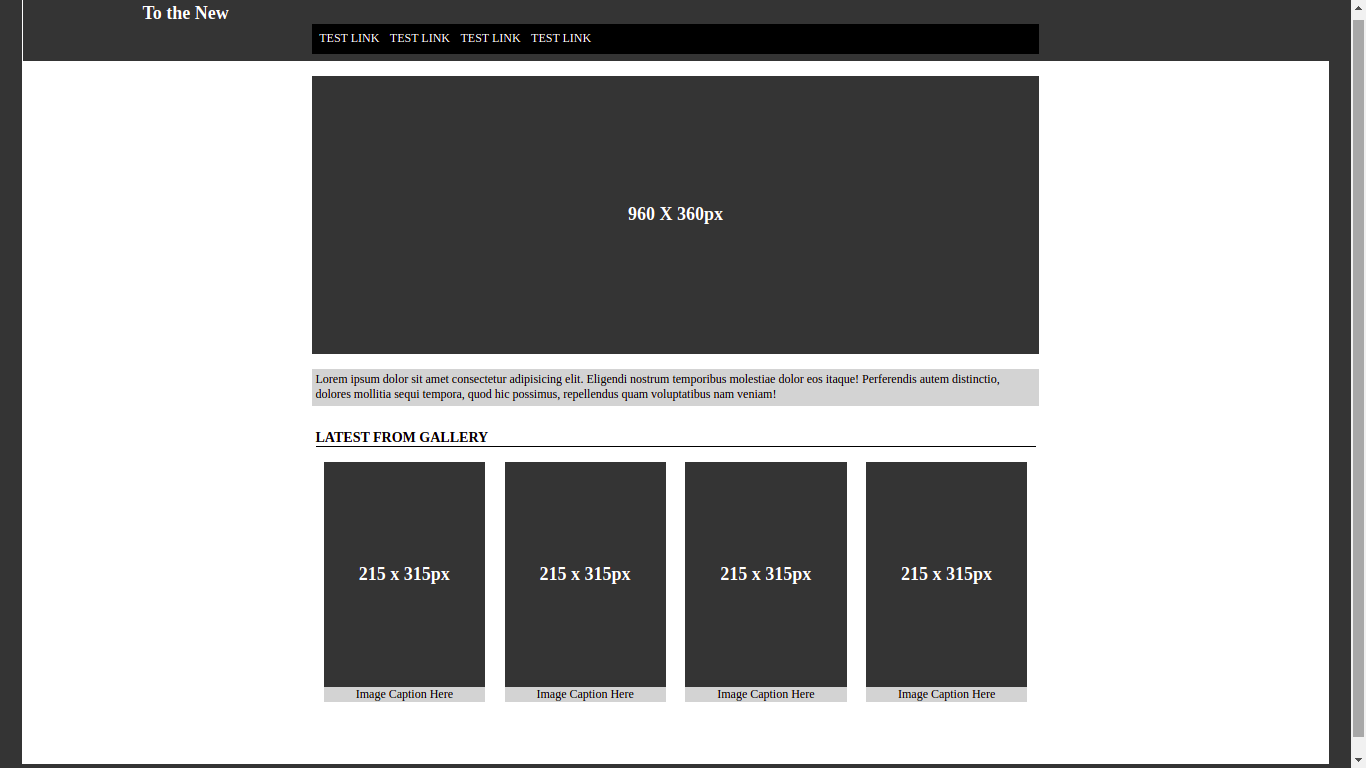 To the New
TEST LINK TEST LINK TEST LINK TEST LINK
960 X 360px
Lorem ipsum dolor sit amet consectetur adipisicing elit. Eligendi nostrum temporibus molestiae dolor eos itaque! Perferendis autem distinctio,
dolores mollitia sequi tempora, quod hic possimus, repellendus quam voluptatibus nam veniam!
LATEST FROM GALLERY
215 x 315px 215 x 315px 215 x 315px 215 x 315px
Image Caption Here Image Caption Here Image Caption Here Image Caption Here